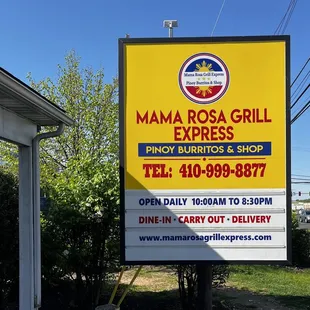 Mama Rosa Grill Express
Pinoy Burritos & Shop
MAMA ROSA GRILL
EXPRESS
PINOY BURRITOS & SHOP
TEL: 410-999-8877
OPEN DAILY 10:00AM TO 8:30PM
DINE-IN • CARRY OUT • DELIVERY
www.mamarosagrillexpress.com